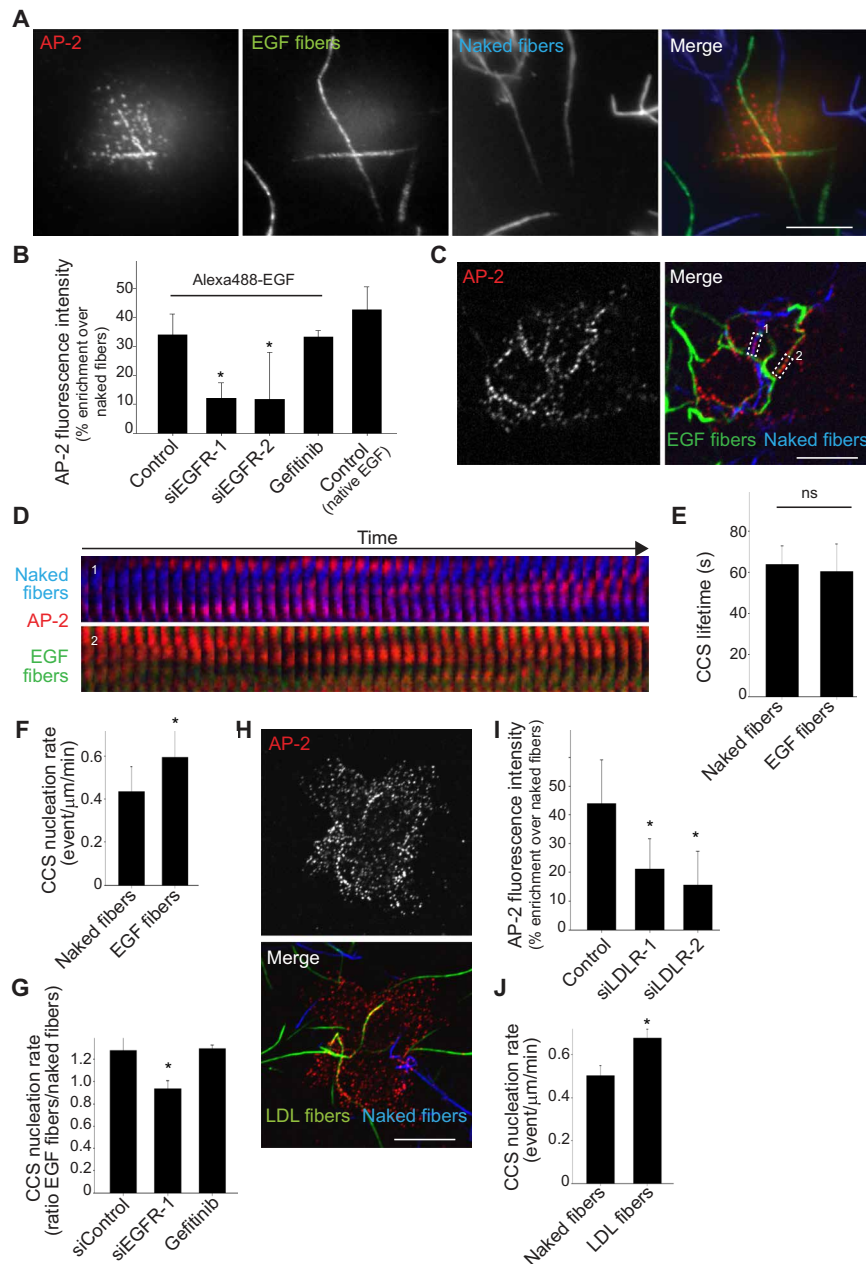 A
AP-2
EGF fibers
Naked fibers
Merge
B
AP-2 fluorescence intensity
(% enrichment over
naked fibers)
50
40
30
20
10
0
Alexa488-EGF
*
*
Control
siEGFR-1
siEGFR-2
Gefitinib
Control
(native EGF)
C
AP-2
Merge
1
2
EGF fibers
Naked fibers
D
Time
Naked
fibers
AP-2
EGF
fibers
1
2
E
ns
CCS lifetime (s)
80
60
40
20
0
Naked fibers
EGF fibers
F
CCS nucleation rate
(event/μm/min)
0.6
0.4
0.2
0
*
Naked fibers
EGF fibers
G
CCS nucleation rate
(ratio EGF fibers/naked fibers)
1.2
1.0
0.8
0.6
0.4
0.2
0
*
siControl
siEGFR-1
Gefitinib
H
AP-2
Merge
LDL fibers
Naked fibers
I
AP-2 fluorescence intensity
(% enrichment over naked fibers)
50
40
30
20
10
0
*
*
Control
siLDLR-1
siLDLR-2
J
CCS nucleation rate
(event/μm/min)
0.6
0.4
0.2
0
*
Naked fibers
LDL fibers